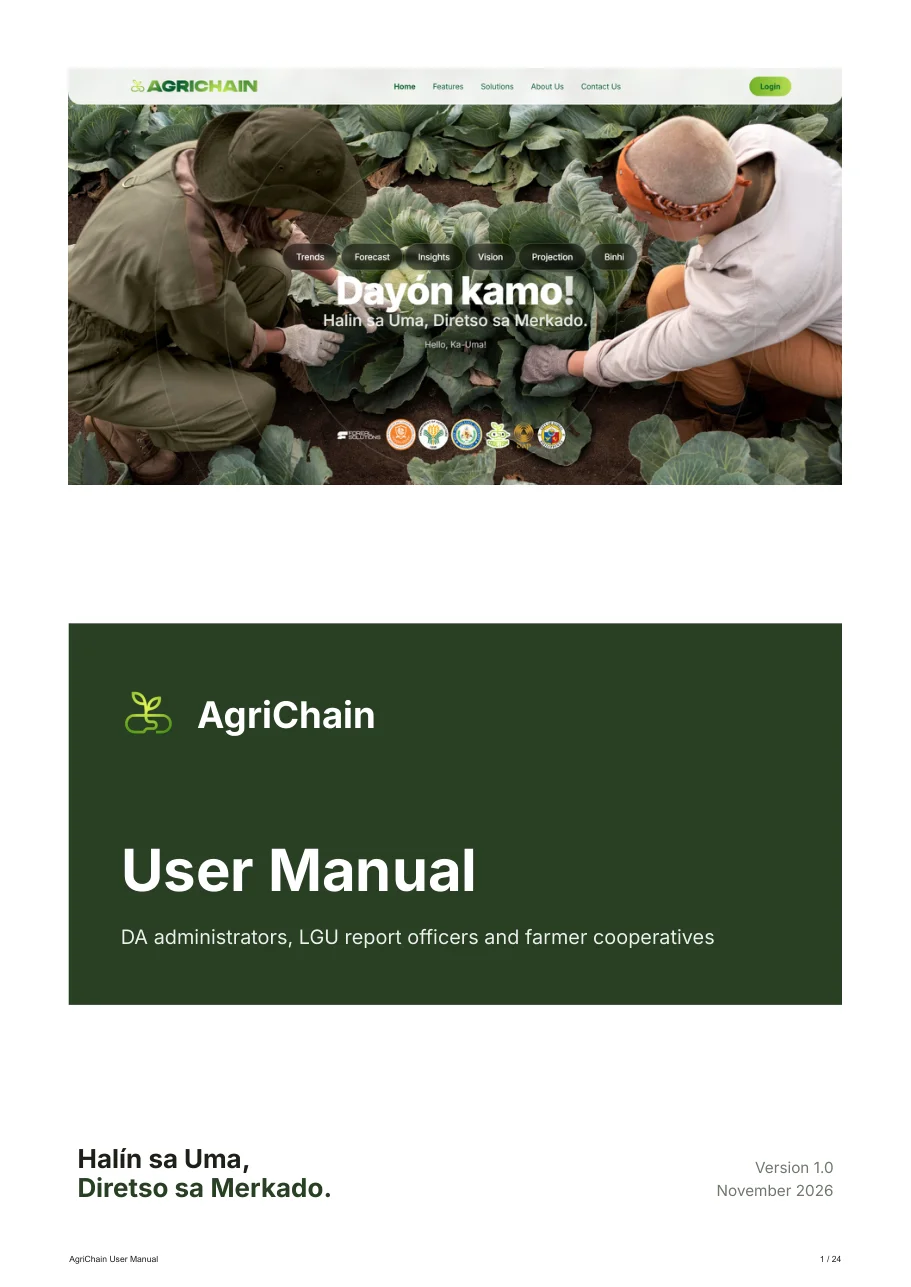 AGRICHAIN
Home Features Solutions About Us Contact Us
Login
Trends Forecast Insights Vision Projection Binhi
Dayón kamo!
Halin sa Uma, Diretso sa Merkado.
Hello, Ka-Uma!
AgriChain
User Manual
DA administrators, LGU report officers and farmer cooperatives
Halín sa Uma,
Diretso sa Merkado.
Version 1.0
November 2026
AgriChain User Manual
1 / 24